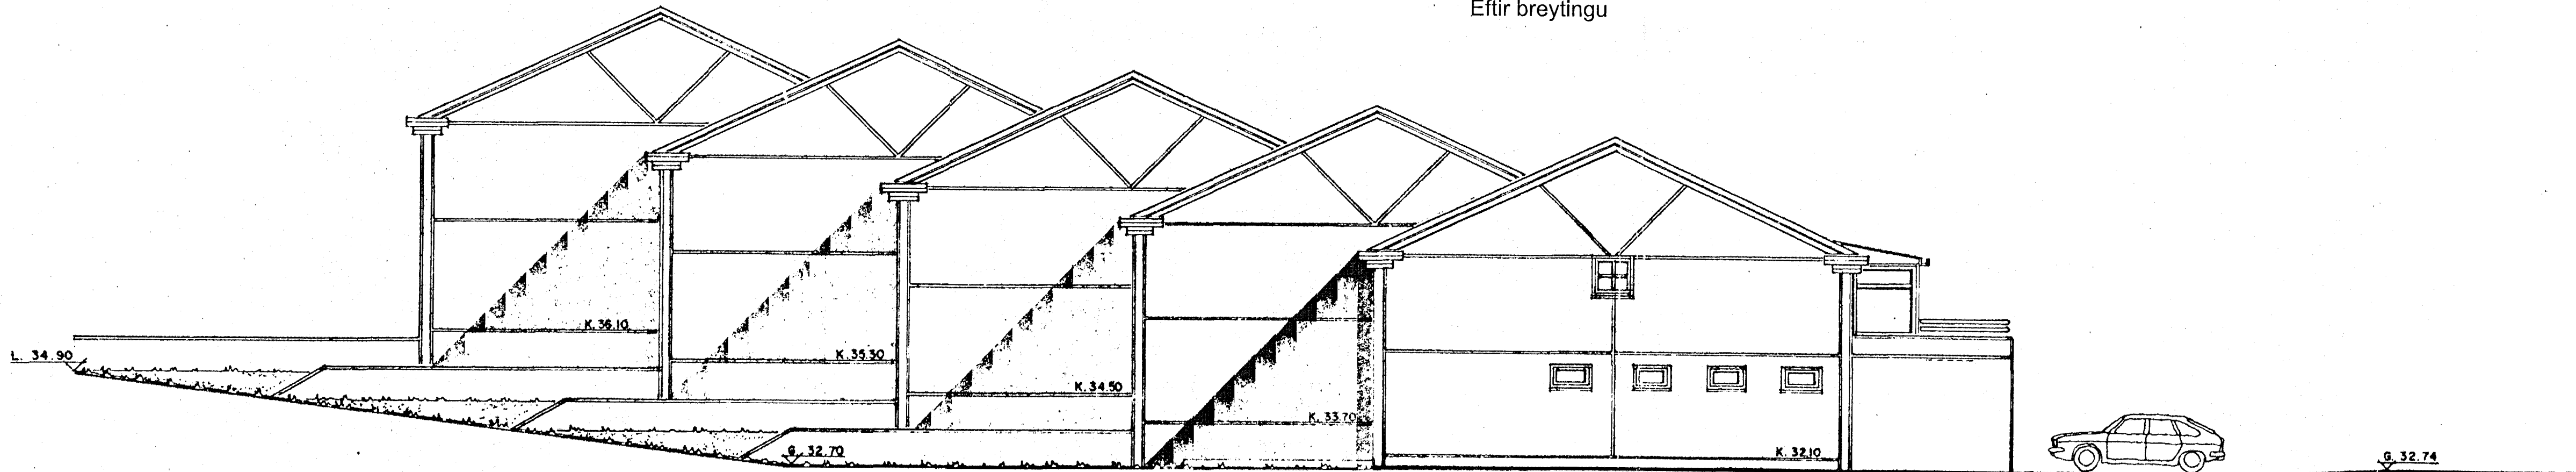 Eftir breytingu
K. 36.10
L. 34.90
K. 35.30
K. 34.50
K. 33.70
G. 32.70
K. 32.10
G. 32.74